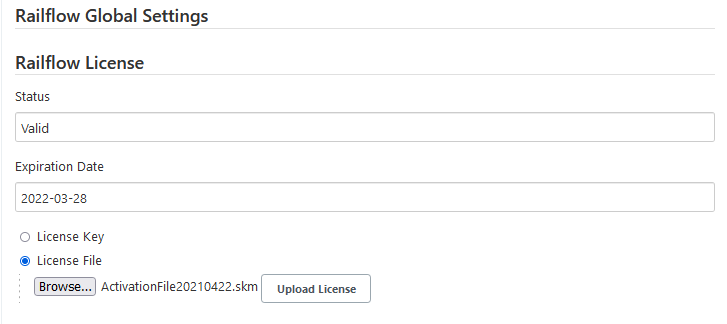 Railflow Global Settings
Railflow License
Status
Valid
Expiration Date
2022-03-28
License Key
License File
Browse... ActivationFile20210422.skm Upload License